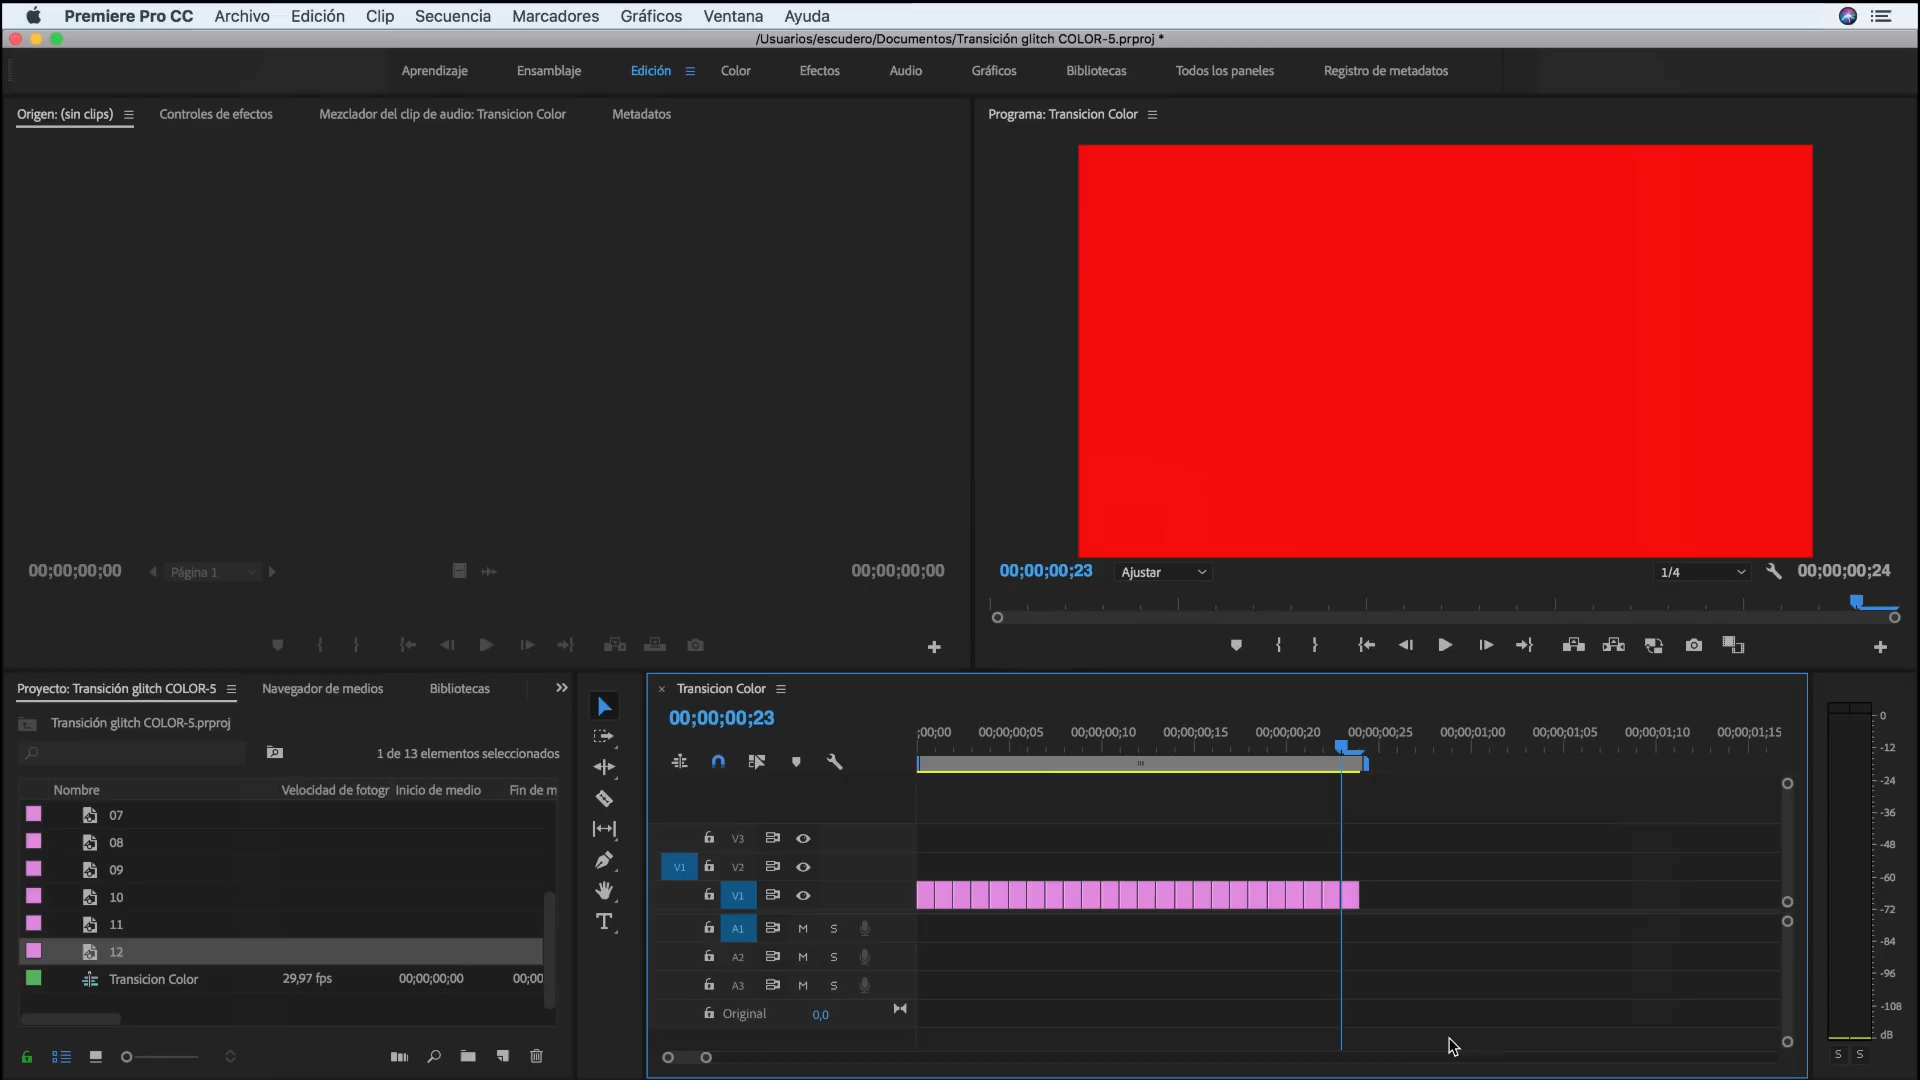 Premiere Pro CC Archivo Edición Clip Secuencia Marcadores Gráficos Ventana Ayuda
/Usuarios/escudero/Documentos/Transición glitch COLOR-5.prproj *
Aprendizaje Ensamblaje Edición Color Efectos Audio Gráficos Bibliotecas Todos los paneles Registro de metadatos
Origen: (sin clips) Controles de efectos Mezclador del clip de audio: Transicion Color Metadatos
Programa: Transicion Color
00;00;00;00 Página 1 00;00;00;00
00;00;00;23 Ajustar 1/4 00;00;00;24
Proyecto: Transición glitch COLOR-5 Navegador de medios Bibliotecas
Transición glitch COLOR-5.prproj
1 de 13 elementos seleccionados
Nombre Velocidad de fotogr Inicio de medio Fin de m
07
08
09
10
11
12
Transicion Color 29,97 fps 00;00;00;00 00;00
× Transicion Color
00;00;00;23
;00;00 00;00;00;05 00;00;00;10 00;00;00;15 00;00;00;20 00;00;00;25 00;00;01;00 00;00;01;05 00;00;01;10 00;00;01;15
V3
V1 V2
V1
A1 M S
A2 M S
A3 M S
Original 0,0
0
-12
-24
-36
-48
-60
-72
-84
-96
-108
dB
S S